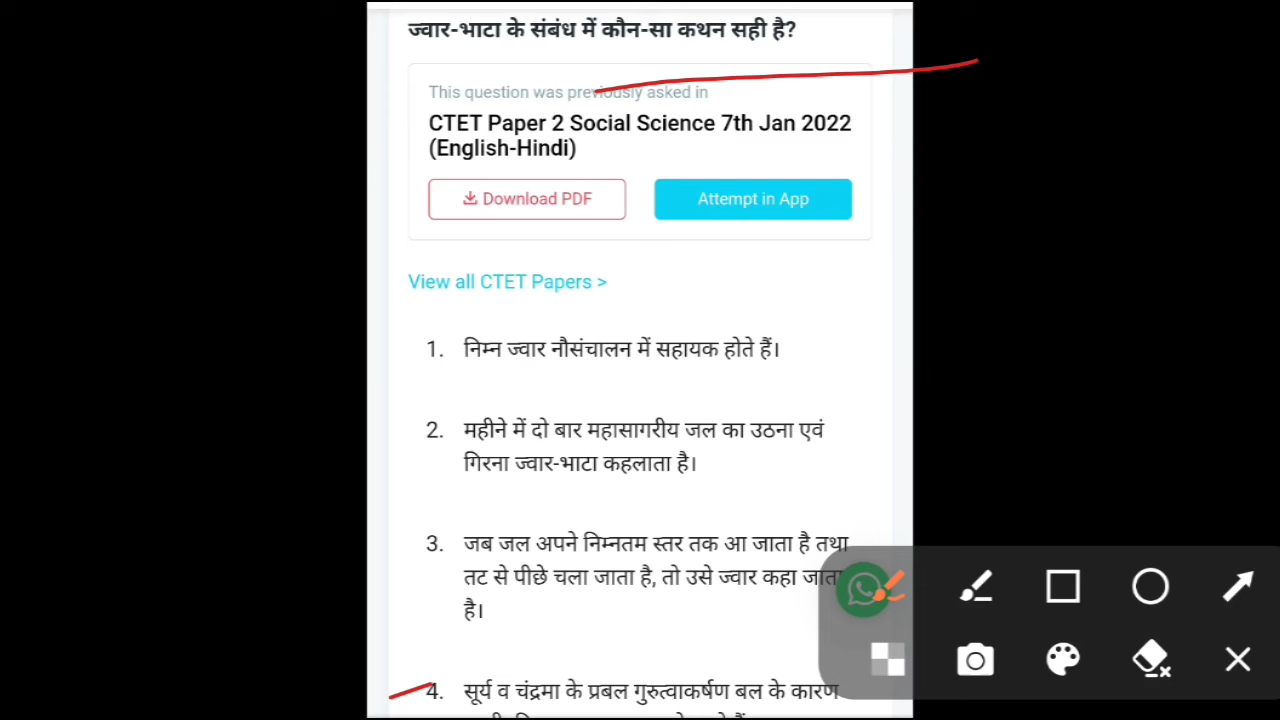 ज्वार-भाटा के संबंध में कौन-सा कथन सही है?
This question was previously asked in
CTET Paper 2 Social Science 7th Jan 2022
(English-Hindi)
Download PDF
Attempt in App
View all CTET Papers >
1. निम्न ज्वार नौसंचालन में सहायक होते हैं।
2. महीने में दो बार महासागरीय जल का उठना एवं
गिरना ज्वार-भाटा कहलाता है।
3. जब जल अपने निम्नतम स्तर तक आ जाता है तथा
तट से पीछे चला जाता है, तो उसे ज्वार कहा जाता
है।
4. सूर्य व चंद्रमा के प्रबल गुरुत्वाकर्षण बल के कारण